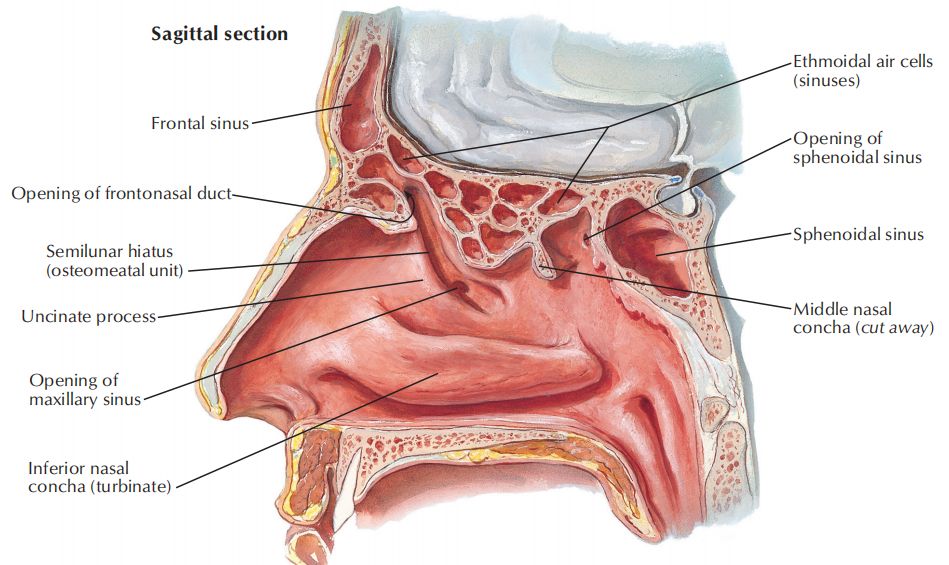 Sagittal section
Frontal sinus
Opening of frontonasal duct
Semilunar hiatus
(osteomeatal unit)
Uncinate process
Opening of
maxillary sinus
Inferior nasal
concha (turbinate)
Ethmoidal air cells
(sinuses)
Opening of
sphenoidal sinus
Sphenoidal sinus
Middle nasal
concha (cut away)